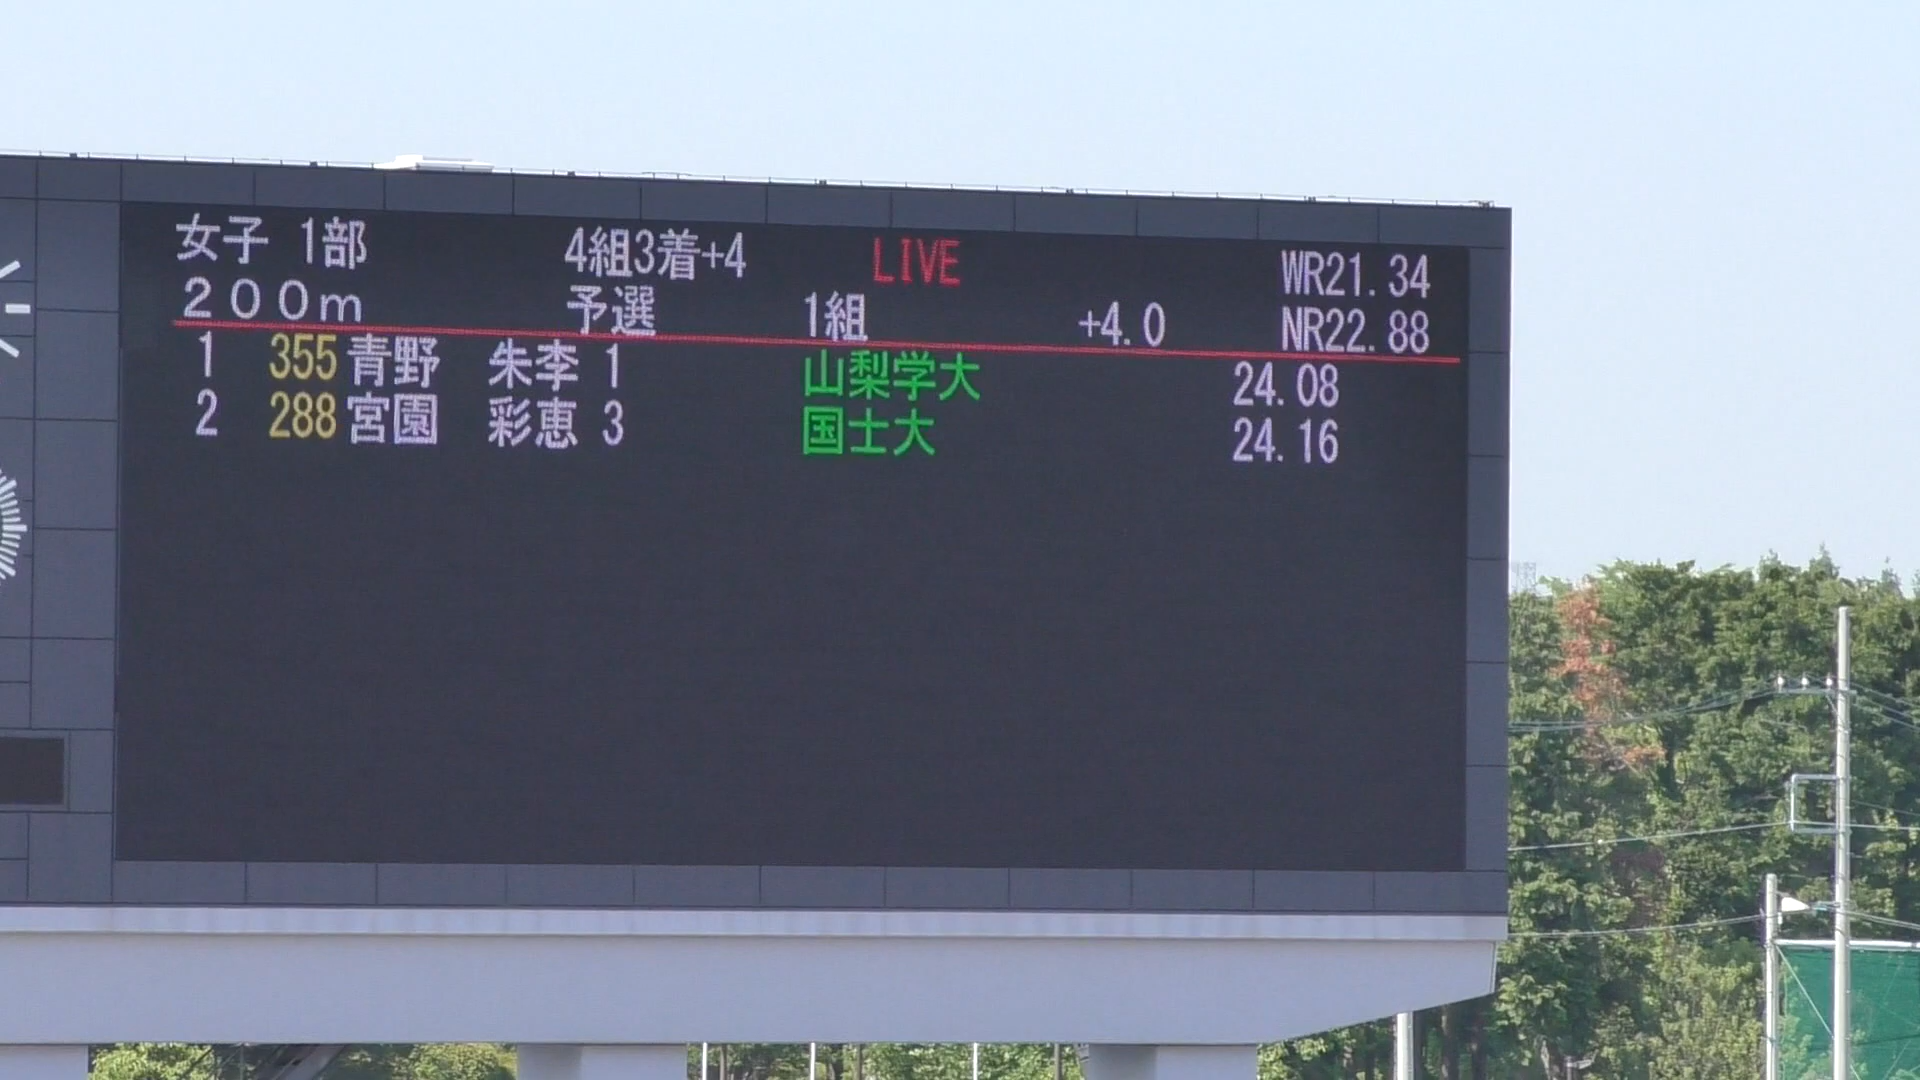 女子 1部 4組3着+4 LIVE WR21.34
200m 予選 1組 +4.0 NR22.88
1 355 青野 朱李 1 山梨学大 24.08
2 288 宮園 彩恵 3 国士大 24.16